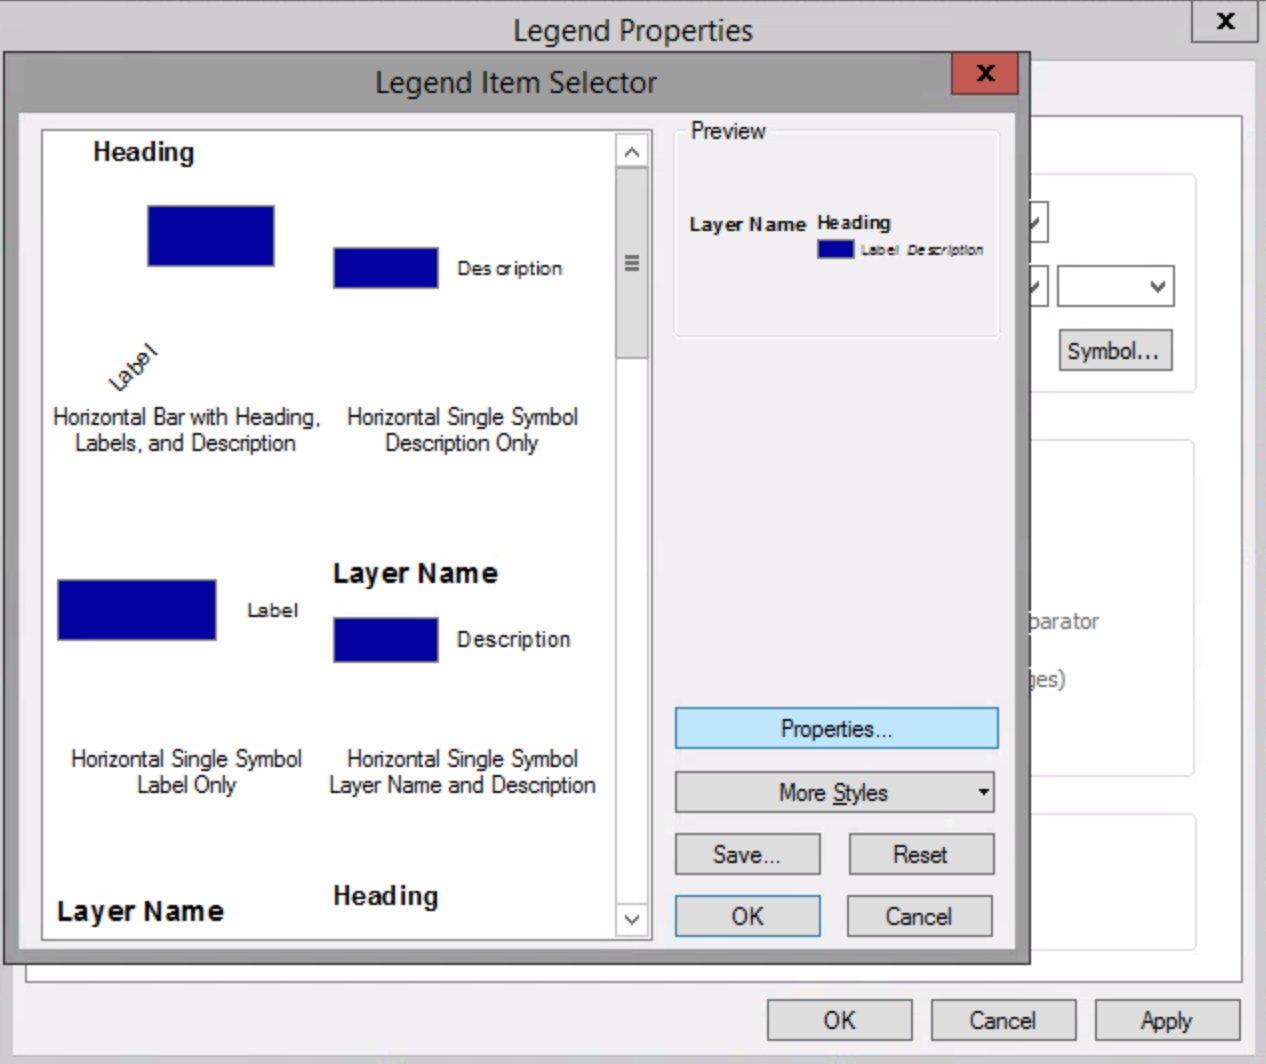 Legend Properties
x
Legend Item Selector
x
Heading
Description
Label
Horizontal Bar with Heading,
Labels, and Description
Horizontal Single Symbol
Description Only
Label
Layer Name
Description
Horizontal Single Symbol
Label Only
Horizontal Single Symbol
Layer Name and Description
Layer Name
Heading
Preview
Layer Name Heading
Label Description
Properties...
More Styles
Save...
Reset
OK
Cancel
Symbol...
parator
ges)
OK
Cancel
Apply